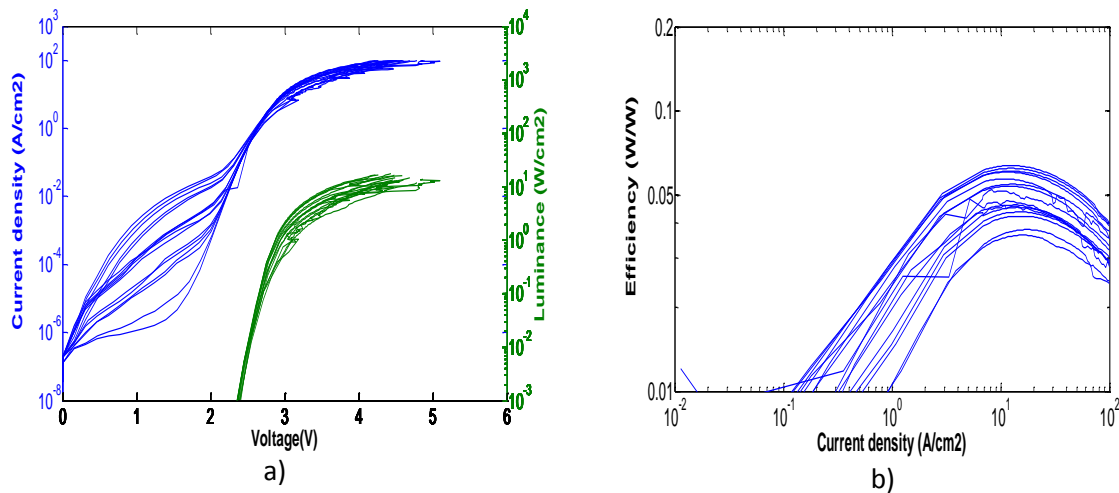 10^3
10^2
10^0
10^-2
10^-4
10^-6
10^-8
Current density (A/cm2)
10^4
10^3
10^2
10^1
10^0
10^-1
10^-2
10^-3
Luminance (W/cm2)
0 1 2 3 4 5 6
Voltage(V)
a)
0.2
0.1
0.05
0.01
Efficiency (W/W)
10^-2 10^-1 10^0 10^1 10^2
Current density (A/cm2)
b)